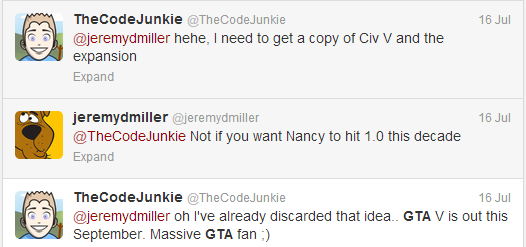 TheCodeJunkie @TheCodeJunkie 16 Jul
@jeremydmiller hehe, I need to get a copy of Civ V and the
expansion
Expand
jeremydmiller @jeremydmiller 16 Jul
@TheCodeJunkie Not if you want Nancy to hit 1.0 this decade
Expand
TheCodeJunkie @TheCodeJunkie 16 Jul
@jeremydmiller oh I've already discarded that idea.. GTA V is out this
September. Massive GTA fan ;)